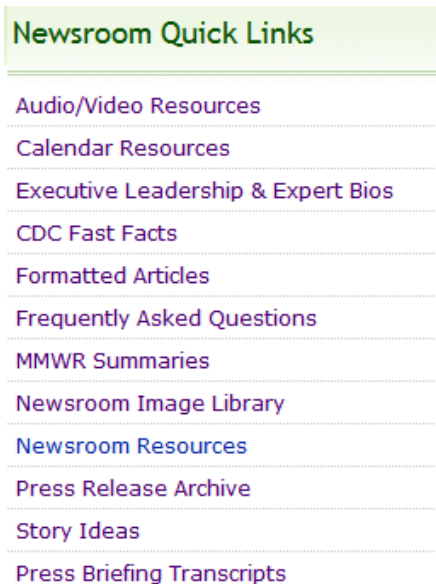 Newsroom Quick Links
Audio/Video Resources
Calendar Resources
Executive Leadership & Expert Bios
CDC Fast Facts
Formatted Articles
Frequently Asked Questions
MMWR Summaries
Newsroom Image Library
Newsroom Resources
Press Release Archive
Story Ideas
Press Briefing Transcripts